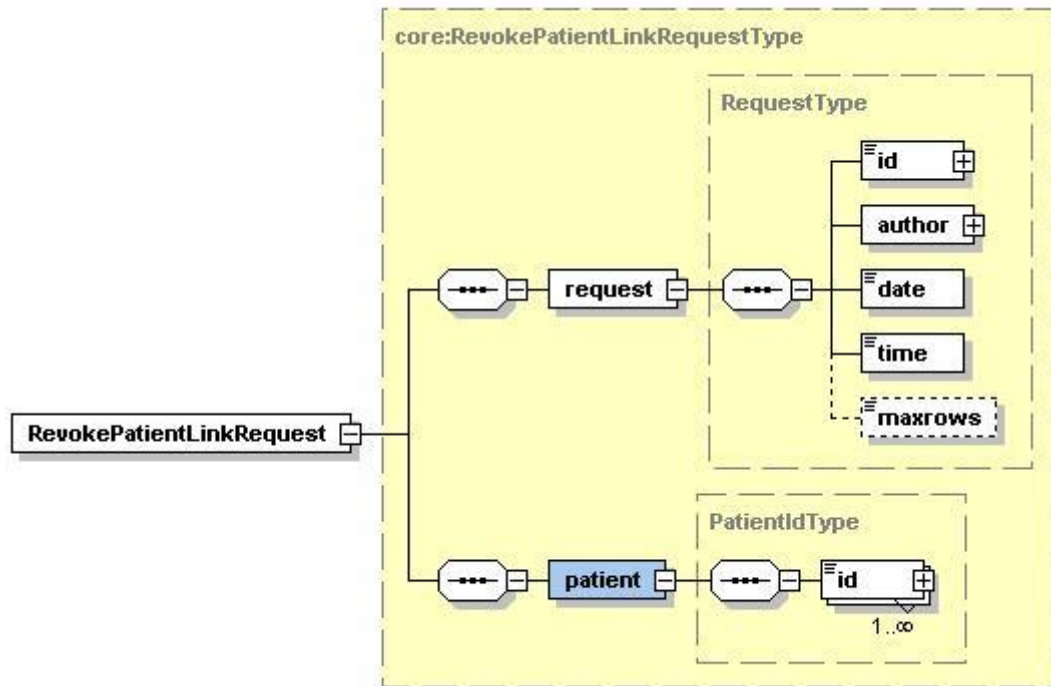 core:RevokePatientLinkRequestType
RequestType
id
author
request
date
time
maxrows
RevokePatientLinkRequest
PatientIdType
patient
id
1..∞